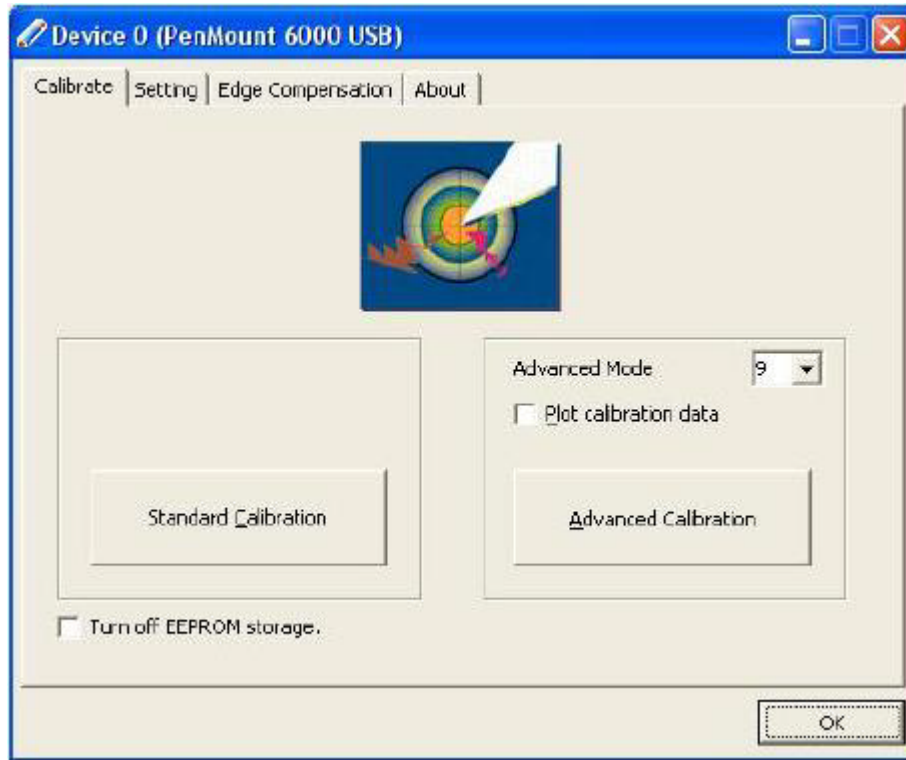 Device 0 (PenMount 6000 USB)
Calibrate Setting Edge Compensation About
Advanced Mode 9
Plot calibration data
Standard Calibration
Advanced Calibration
Turn off EEPROM storage.
OK